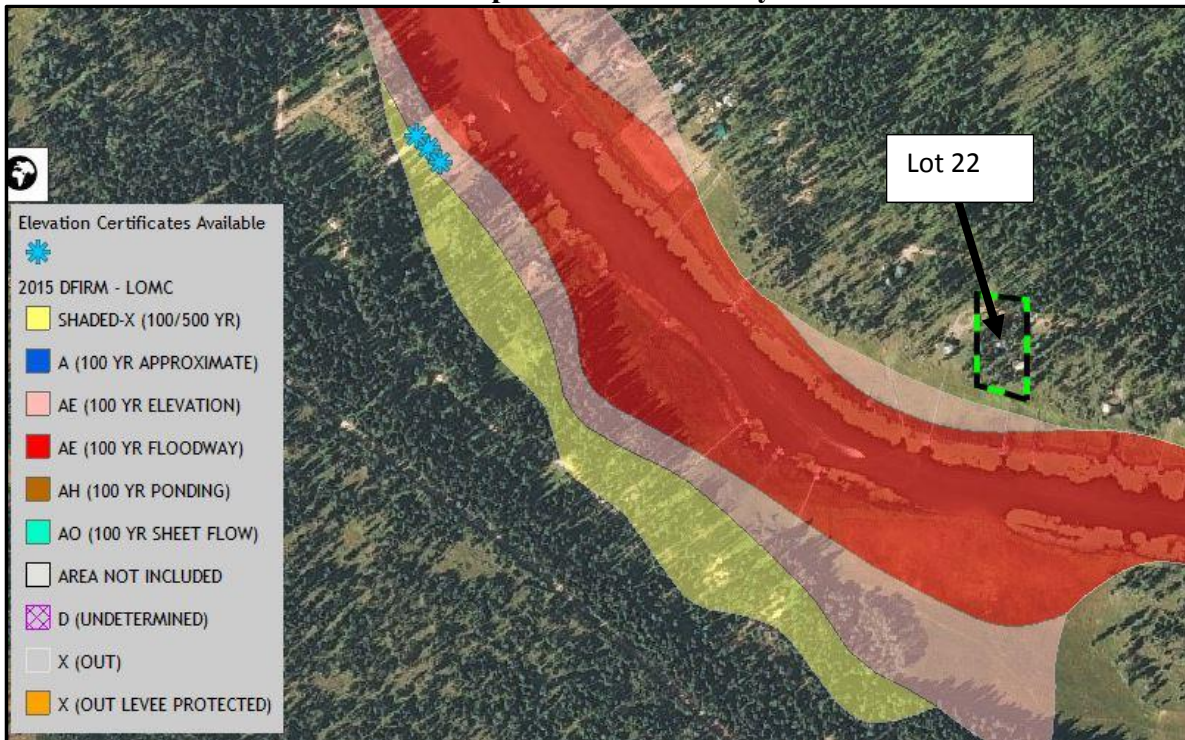 Lot 22
Elevation Certificates Available
2015 DFIRM - LOMC
SHADED-X (100/500 YR)
A (100 YR APPROXIMATE)
AE (100 YR ELEVATION)
AE (100 YR FLOODWAY)
AH (100 YR PONDING)
AO (100 YR SHEET FLOW)
AREA NOT INCLUDED
D (UNDETERMINED)
X (OUT)
X (OUT LEVEE PROTECTED)